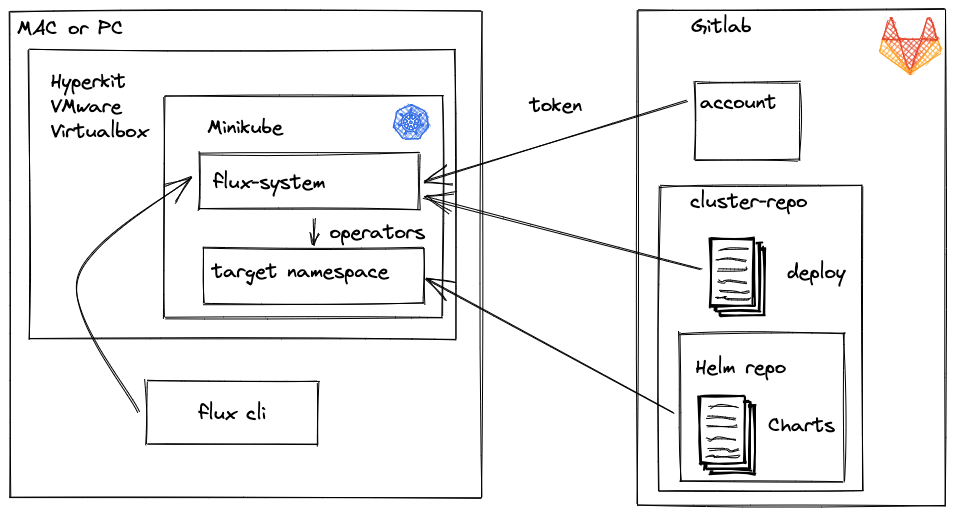 MAC or PC
Hyperkit
VMware
Virtualbox
Minikube
flux-system
operators
target namespace
flux cli
token
Gitlab
account
cluster-repo
deploy
Helm repo
Charts